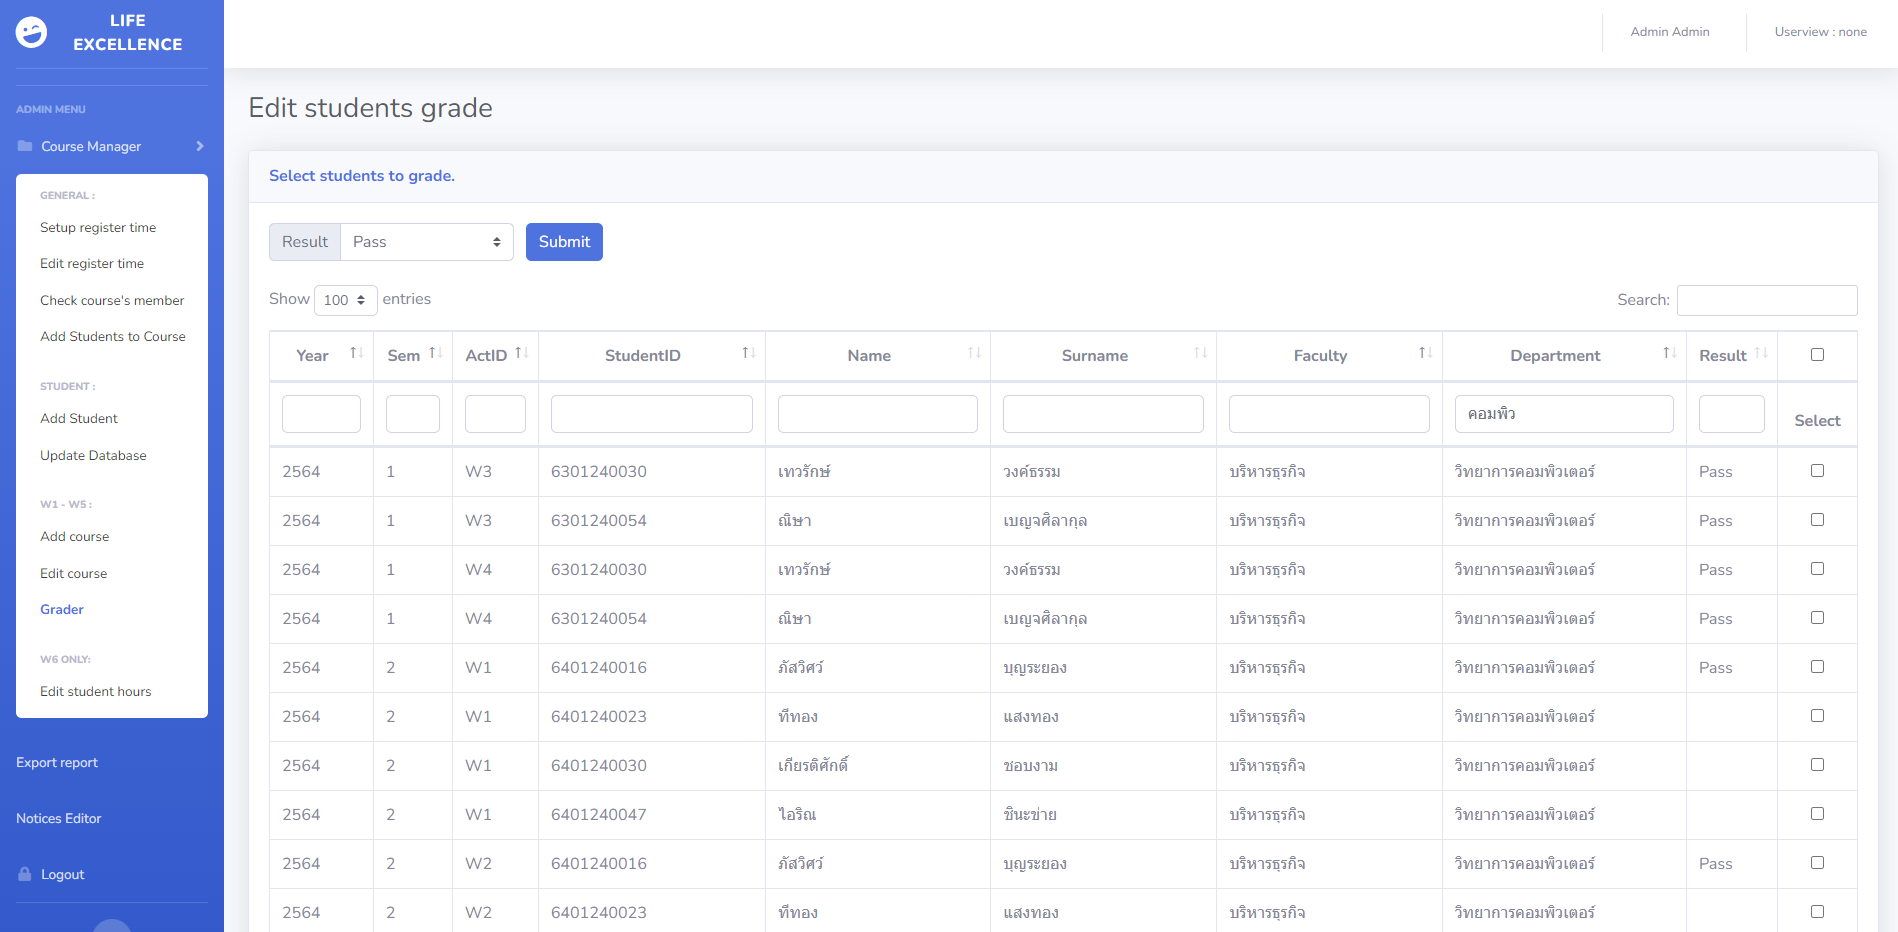 LIFE
EXCELLENCE
Admin Admin
Userview : none
ADMIN MENU
Course Manager
GENERAL :
Setup register time
Edit register time
Check course's member
Add Students to Course
STUDENT :
Add Student
Update Database
W1 - W5 :
Add course
Edit course
Grader
W6 ONLY:
Edit student hours
Export report
Notices Editor
Logout
Edit students grade
Select students to grade.
Result Pass Submit
Show 100 entries
Search:
Year Sem ActID StudentID Name Surname Faculty Department Result
คอมพิว Select
2564 1 W3 6301240030 เทวรักษ์ วงค์ธรรม บริหารธุรกิจ วิทยาการคอมพิวเตอร์ Pass
2564 1 W3 6301240054 ณิษา เบญจศิลากุล บริหารธุรกิจ วิทยาการคอมพิวเตอร์ Pass
2564 1 W4 6301240030 เทวรักษ์ วงค์ธรรม บริหารธุรกิจ วิทยาการคอมพิวเตอร์ Pass
2564 1 W4 6301240054 ณิษา เบญจศิลากุล บริหารธุรกิจ วิทยาการคอมพิวเตอร์ Pass
2564 2 W1 6401240016 ภัสวิศว์ บุญระยอง บริหารธุรกิจ วิทยาการคอมพิวเตอร์ Pass
2564 2 W1 6401240023 ทีทอง แสงทอง บริหารธุรกิจ วิทยาการคอมพิวเตอร์
2564 2 W1 6401240030 เกียรติศักดิ์ ชอบงาม บริหารธุรกิจ วิทยาการคอมพิวเตอร์
2564 2 W1 6401240047 ไอริณ ชินะข่าย บริหารธุรกิจ วิทยาการคอมพิวเตอร์
2564 2 W2 6401240016 ภัสวิศว์ บุญระยอง บริหารธุรกิจ วิทยาการคอมพิวเตอร์ Pass
2564 2 W2 6401240023 ทีทอง แสงทอง บริหารธุรกิจ วิทยาการคอมพิวเตอร์